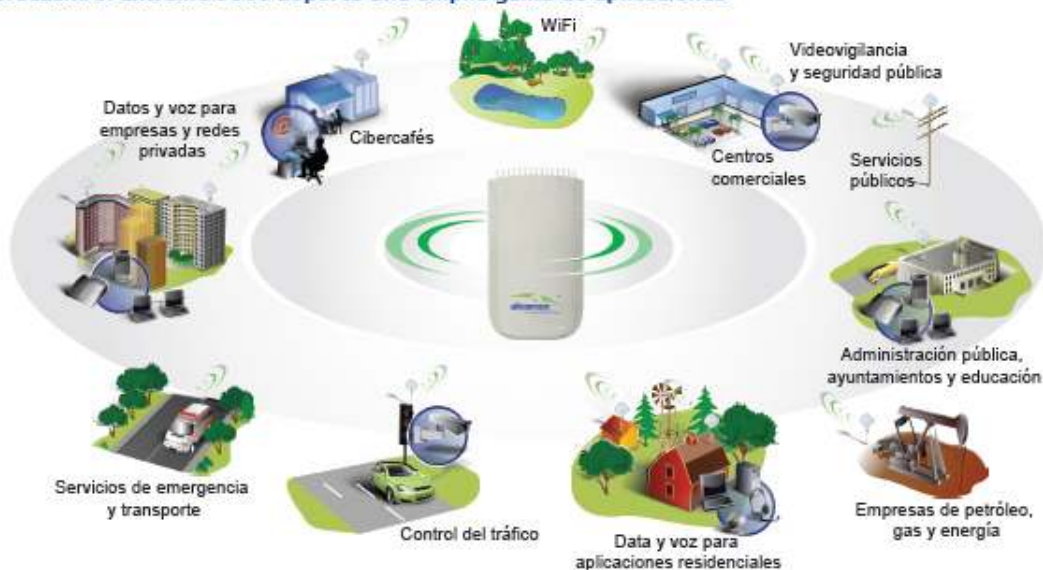 WiFi
Videovigilancia
y seguridad pública
Datos y voz para
empresas y redes
privadas
Cibercafés
Centros
comerciales
Servicios
públicos
Administración pública,
ayuntamientos y educación
Servicios de emergencia
y transporte
Control del tráfico
Data y voz para
aplicaciones residenciales
Empresas de petróleo,
gas y energía